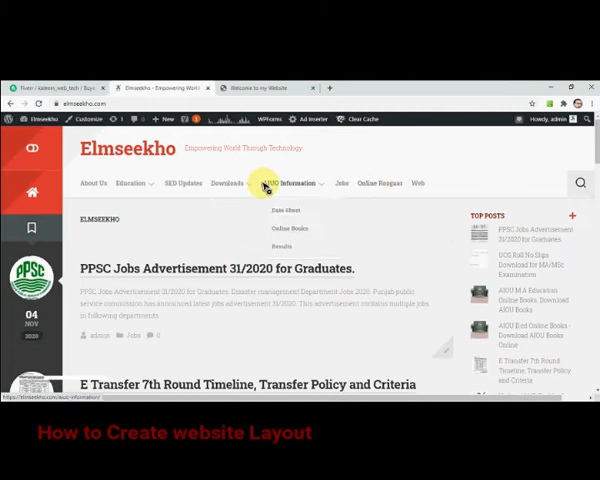 Fiverr / kaleem_web_tech / Buye
Elmseekho - Empowering World
Welcome to my Website
elmseekho.com
Elmseekho
Customize
1
0
New
WPForms
Ad Inserter
Clear Cache
Howdy, admin
Elmseekho
Empowering World Through Technology
About Us
Education
SED Updates
Downloads
AIUO Information
Jobs
Online Rozgaar
Web
Date Sheet
Online Books
Results
ELMSEEKHO
TOP POSTS
PPSC Jobs Advertisement 31/2020 for Graduates.
PPSC Jobs Advertisement 31/2020 for Graduates. Disaster management Department Jobs 2020. Punjab public
service commission has announced latest jobs advertisement 31/2020. This advertisement contains multiple jobs
in following departments.
admin
Jobs
0
PPSC
04
NOV
2020
PPSC Jobs Advertisement
31/2020 for Graduates.
UOS Roll No Slips
Download for MA/MSc
Examination
AIOU M.A Education
Online Books. Download
AIOU Books
AIOU B.ed Online Books -
Download AIOU Books
Online
E Transfer 7th Round
Timeline, Transfer Policy
and Criteria
E Transfer 7th Round Timeline, Transfer Policy and Criteria
https://elmseekho.com/aiuo-information/
How to Create website Layout